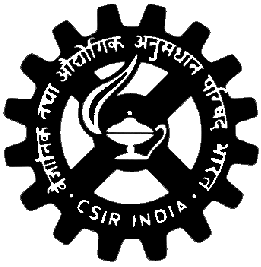 वैज्ञानिक तथा औद्योगिक अनुसंधान परिषद भारत
· CSIR INDIA ·